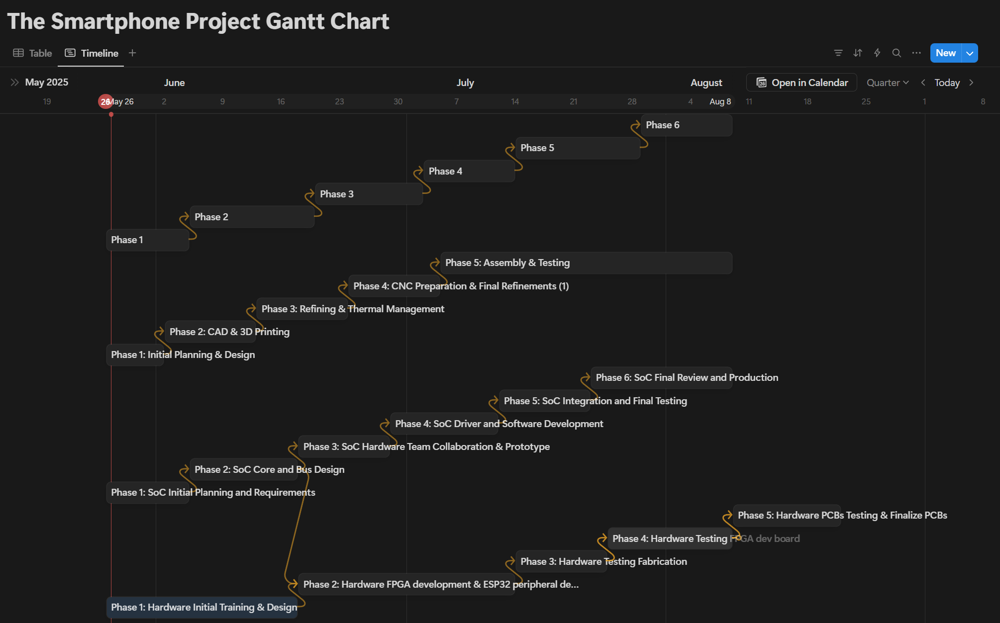 The Smartphone Project Gantt Chart
Table Timeline
New
May 2025 June July August Open in Calendar Quarter Today
19 26 May 26 2 9 16 23 30 7 14 21 28 4 Aug 8 11 18 25 1 8
Phase 6
Phase 5
Phase 4
Phase 3
Phase 2
Phase 1
Phase 5: Assembly & Testing
Phase 4: CNC Preparation & Final Refinements (1)
Phase 3: Refining & Thermal Management
Phase 2: CAD & 3D Printing
Phase 1: Initial Planning & Design
Phase 6: SoC Final Review and Production
Phase 5: SoC Integration and Final Testing
Phase 4: SoC Driver and Software Development
Phase 3: SoC Hardware Team Collaboration & Prototype
Phase 2: SoC Core and Bus Design
Phase 1: SoC Initial Planning and Requirements
Phase 5: Hardware PCBs Testing & Finalize PCBs
Phase 4: Hardware Testing FPGA dev board
Phase 3: Hardware Testing Fabrication
Phase 2: Hardware FPGA development & ESP32 peripheral de...
Phase 1: Hardware Initial Training & Design